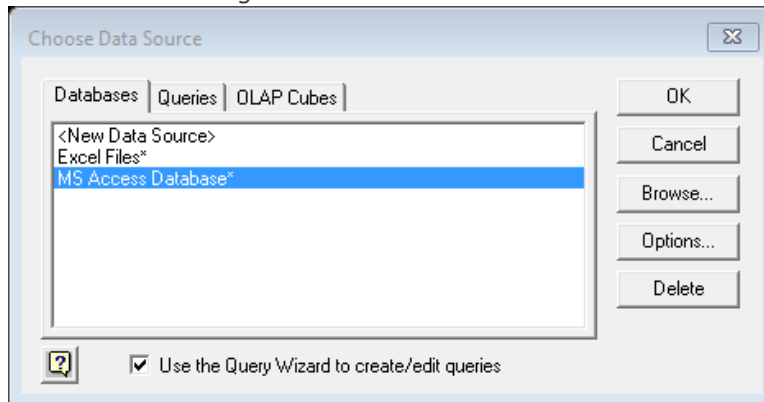 Choose Data Source
Databases Queries OLAP Cubes
<New Data Source>
Excel Files*
MS Access Database*
OK
Cancel
Browse...
Options...
Delete
Use the Query Wizard to create/edit queries